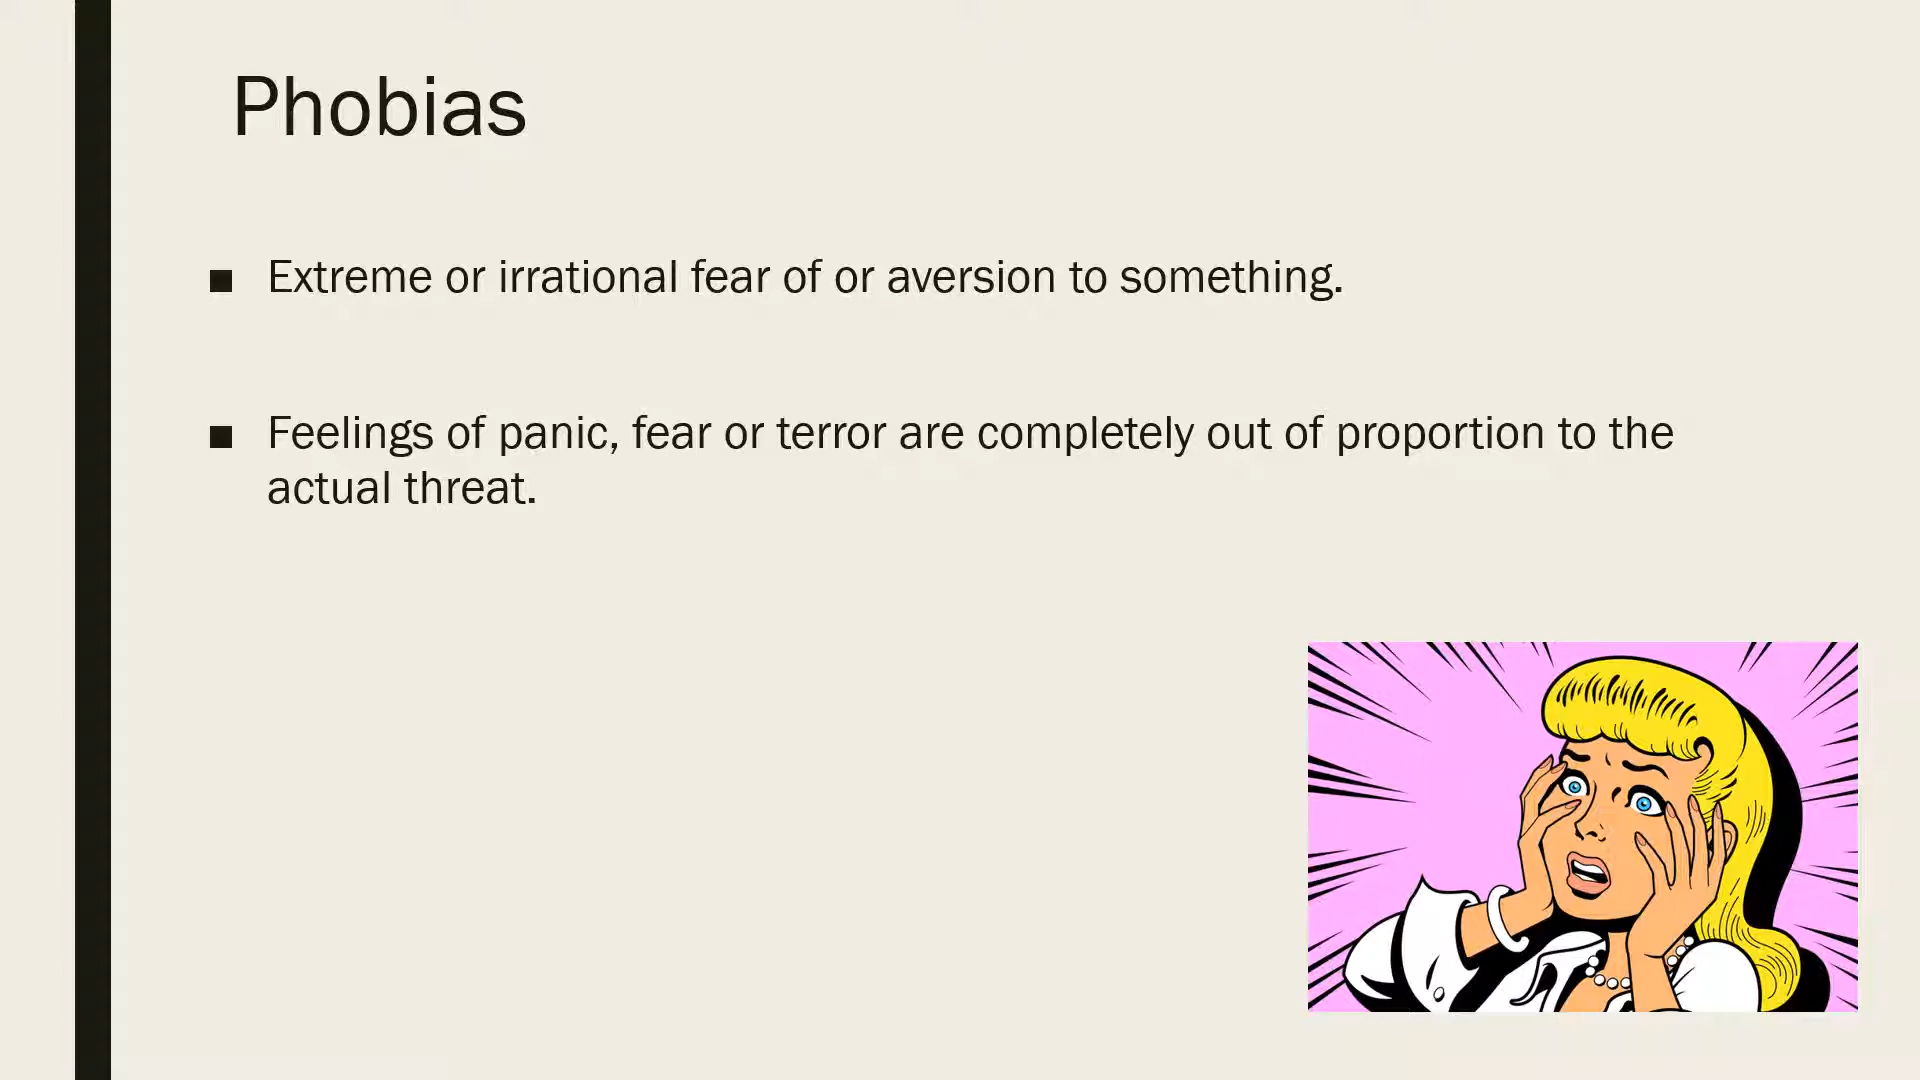 Phobias
■ Extreme or irrational fear of or aversion to something.
■ Feelings of panic, fear or terror are completely out of proportion to the
actual threat.